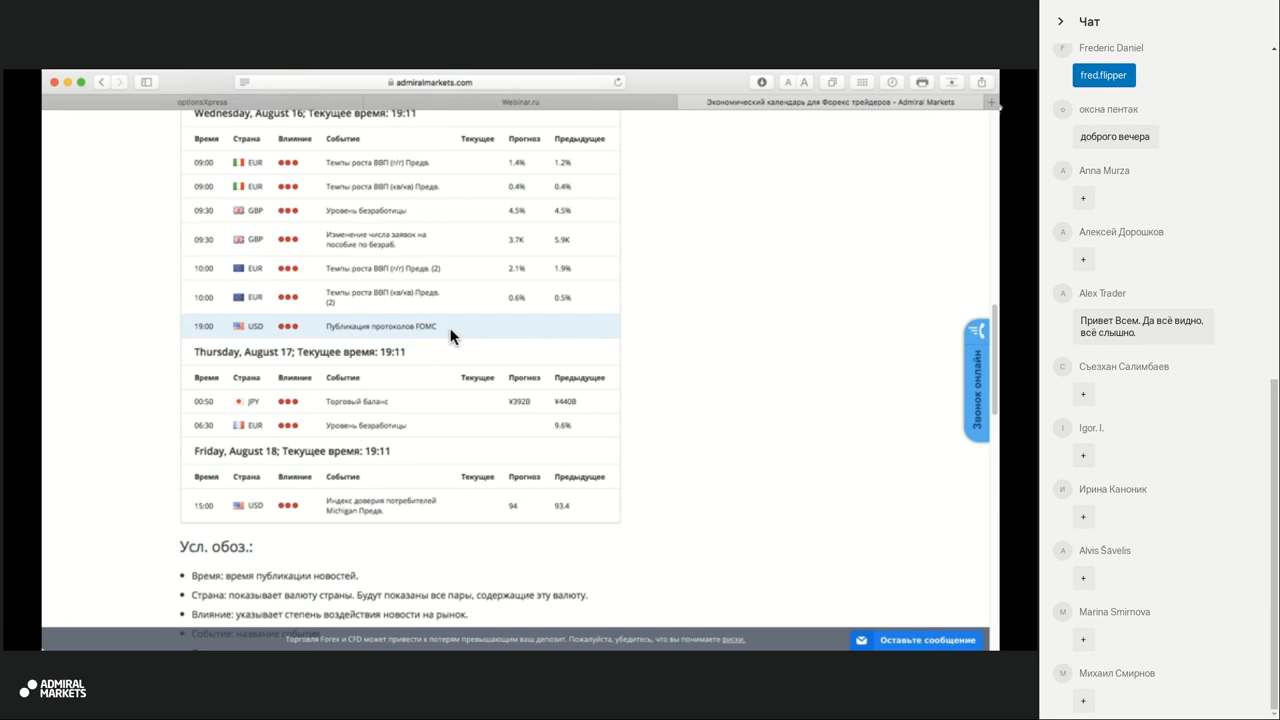 Чат
Frederic Daniel
F
fred.flipper
admiralmarkets.com
A A
optionsXpress
Webinar.ru
Экономический календарь для Форекс трейдеров - Admiral Markets
Wednesday, August 16; Текущее время: 19:11
Время Страна Влияние Событие Текущее Прогноз Предыдущее
09:00 EUR Темпы роста ВВП (г/г) Предв. 1.4% 1.2%
09:00 EUR Темпы роста ВВП (кв/кв) Предв. 0.4% 0.4%
09:30 GBP Уровень безработицы 4.5% 4.5%
09:30 GBP Изменение числа заявок на
пособие по безраб. 3.7K 5.9K
10:00 EUR Темпы роста ВВП (г/г) Предв. (2) 2.1% 1.9%
10:00 EUR Темпы роста ВВП (кв/кв) Предв.
(2) 0.6% 0.5%
19:00 USD Публикация протоколов FOMC
Thursday, August 17; Текущее время: 19:11
Время Страна Влияние Событие Текущее Прогноз Предыдущее
00:50 JPY Торговый баланс ¥392B ¥440B
06:30 EUR Уровень безработицы 9.6%
Friday, August 18; Текущее время: 19:11
Время Страна Влияние Событие Текущее Прогноз Предыдущее
15:00 USD Индекс доверия потребителей
Michigan Предв. 94 93.4
Усл. обоз.:
Время: время публикации новостей.
Страна: показывает валюту страны. Будут показаны все пары, содержащие эту валюту.
Влияние: указывает степень воздействия новости на рынок.
Событие: название события
Торговля Forex и CFD может привести к потерям превышающим ваш депозит. Пожалуйста, убедитесь, что вы понимаете риски.
Оставьте сообщение
Звонок онлайн
ADMIRAL
MARKETS
о оксна пентак
доброго вечера
A Anna Murza
+
А Алексей Дорошков
+
A Alex Trader
Привет Всем. Да всё видно,
всё слышно.
С Съезхан Салимбаев
+
I Igor. I.
+
И Ирина Каноник
+
A Alvis Šāvelis
+
M Marina Smirnova
+
М Михаил Смирнов
+